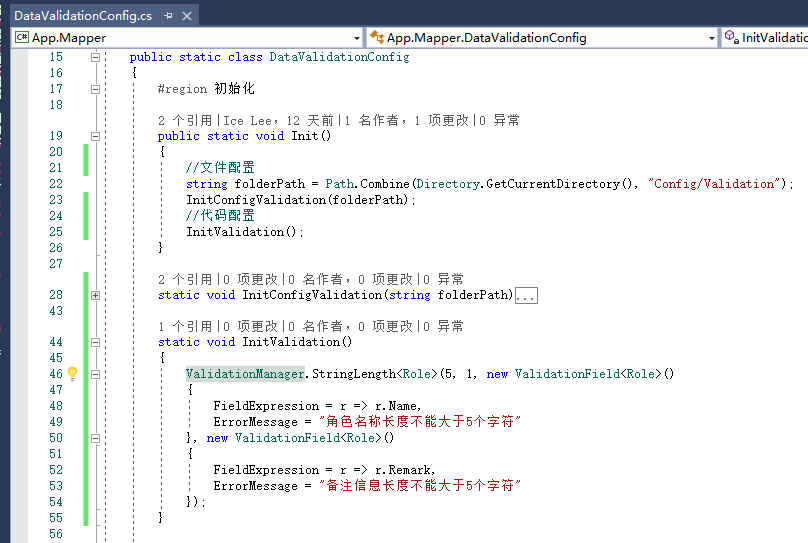 DataValidationConfig.cs
C# App.Mapper App.Mapper.DataValidationConfig InitValidatio
15 public static class DataValidationConfig
16 {
17 #region 初始化
18
2 个引用|Ice Lee, 12 天前|1 名作者, 1 项更改|0 异常
19 public static void Init()
20 {
21 //文件配置
22 string folderPath = Path.Combine(Directory.GetCurrentDirectory(), "Config/Validation");
23 InitConfigValidation(folderPath);
24 //代码配置
25 InitValidation();
26 }
27
2 个引用|0 项更改|0 名作者, 0 项更改|0 异常
28 static void InitConfigValidation(string folderPath)...
43
1 个引用|0 项更改|0 名作者, 0 项更改|0 异常
44 static void InitValidation()
45 {
46 ValidationManager.StringLength<Role>(5, 1, new ValidationField<Role>()
47 {
48 FieldExpression = r => r.Name,
49 ErrorMessage = "角色名称长度不能大于5个字符"
50 }, new ValidationField<Role>()
51 {
52 FieldExpression = r => r.Remark,
53 ErrorMessage = "备注信息长度不能大于5个字符"
54 });
55 }
56